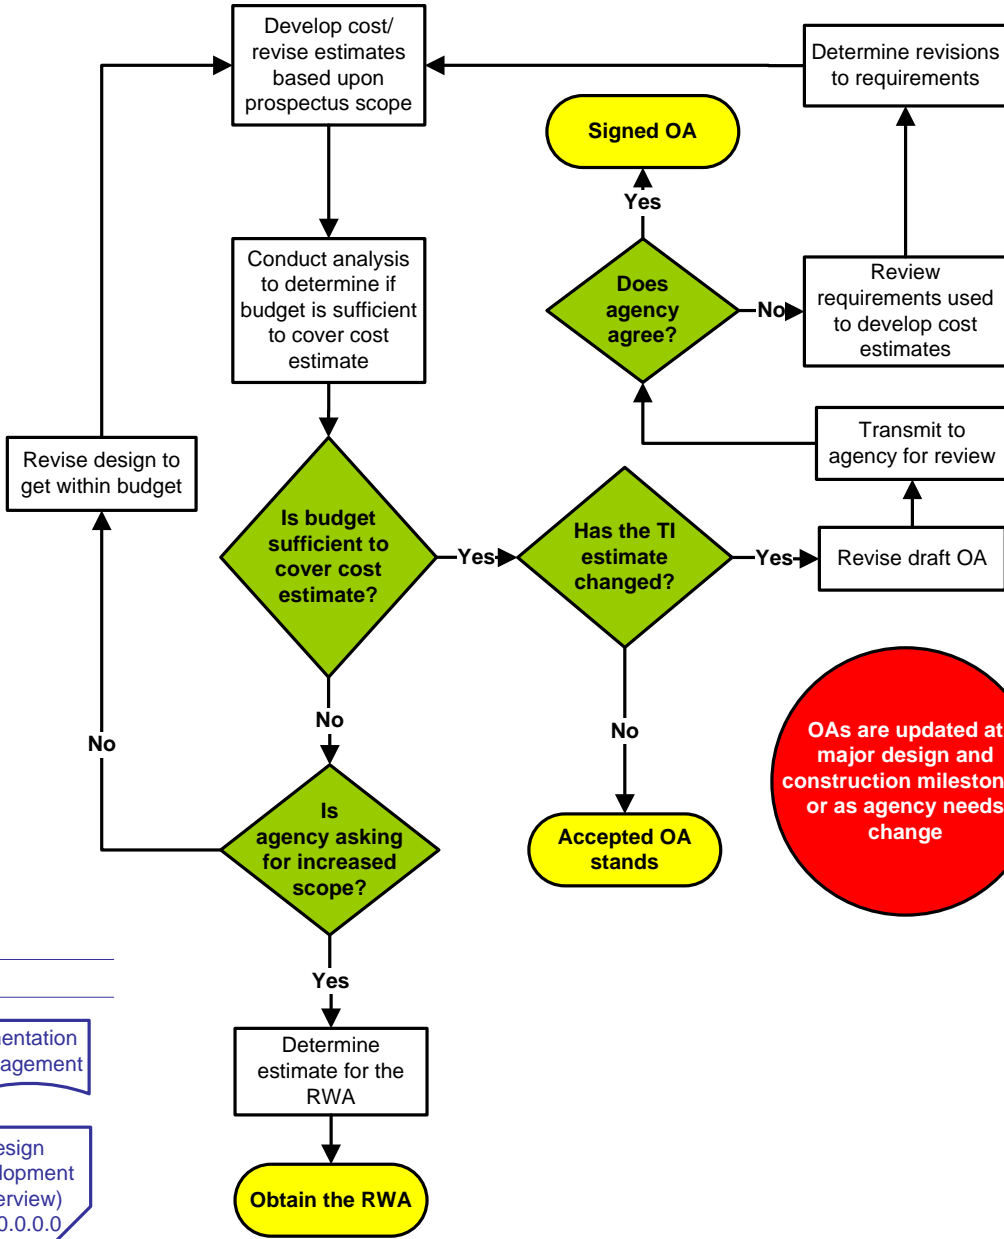 Develop cost/
revise estimates
based upon
prospectus scope
Determine revisions
to requirements
Signed OA
Yes
Conduct analysis
to determine if
budget is sufficient
to cover cost
estimate
Does
agency
agree?
No
Review
requirements used
to develop cost
estimates
Revise design to
get within budget
Transmit to
agency for review
Is budget
sufficient to
cover cost
estimate?
Yes
Has the TI
estimate
changed?
Yes
Revise draft OA
No
No
No
OAs are updated at
major design and
construction mileston
or as agency needs
change
Is
agency asking
for increased
scope?
Accepted OA
stands
Yes
Determine
estimate for the
RWA
Obtain the RWA
mentation
agement
esign
lopment
erview)
0.0.0.0